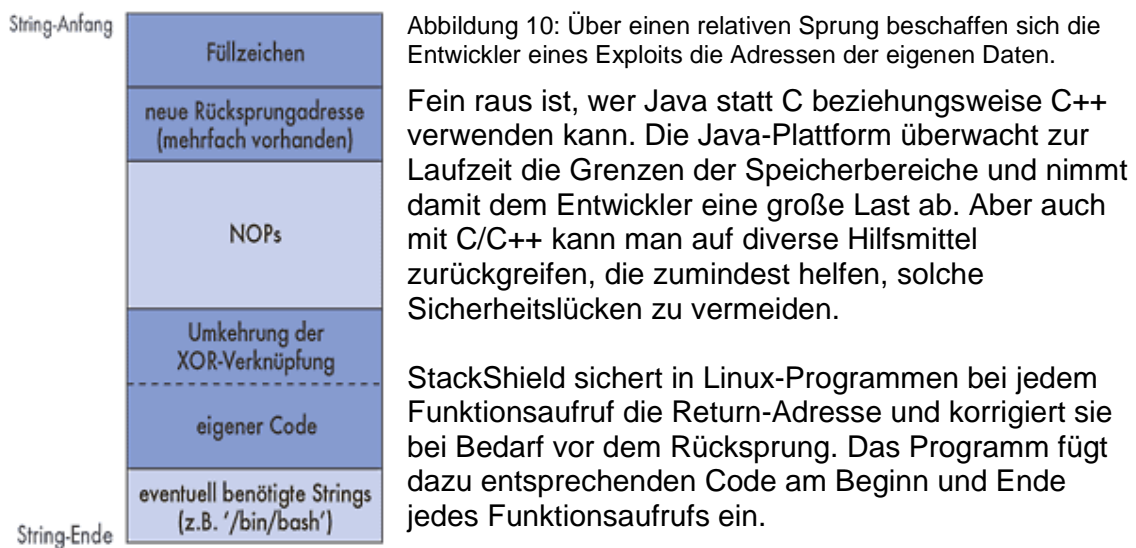 String-Anfang
Füllzeichen
neue Rücksprungadresse
(mehrfach vorhanden)
NOPs
Umkehrung der
XOR-Verknüpfung
eigener Code
eventuell benötigte Strings
(z.B. '/bin/bash')
String-Ende
Abbildung 10: Über einen relativen Sprung beschaffen sich die
Entwickler eines Exploits die Adressen der eigenen Daten.
Fein raus ist, wer Java statt C beziehungsweise C++
verwenden kann. Die Java-Plattform überwacht zur
Laufzeit die Grenzen der Speicherbereiche und nimmt
damit dem Entwickler eine große Last ab. Aber auch
mit C/C++ kann man auf diverse Hilfsmittel
zurückgreifen, die zumindest helfen, solche
Sicherheitslücken zu vermeiden.
StackShield sichert in Linux-Programmen bei jedem
Funktionsaufruf die Return-Adresse und korrigiert sie
bei Bedarf vor dem Rücksprung. Das Programm fügt
dazu entsprechenden Code am Beginn und Ende
jedes Funktionsaufrufs ein.